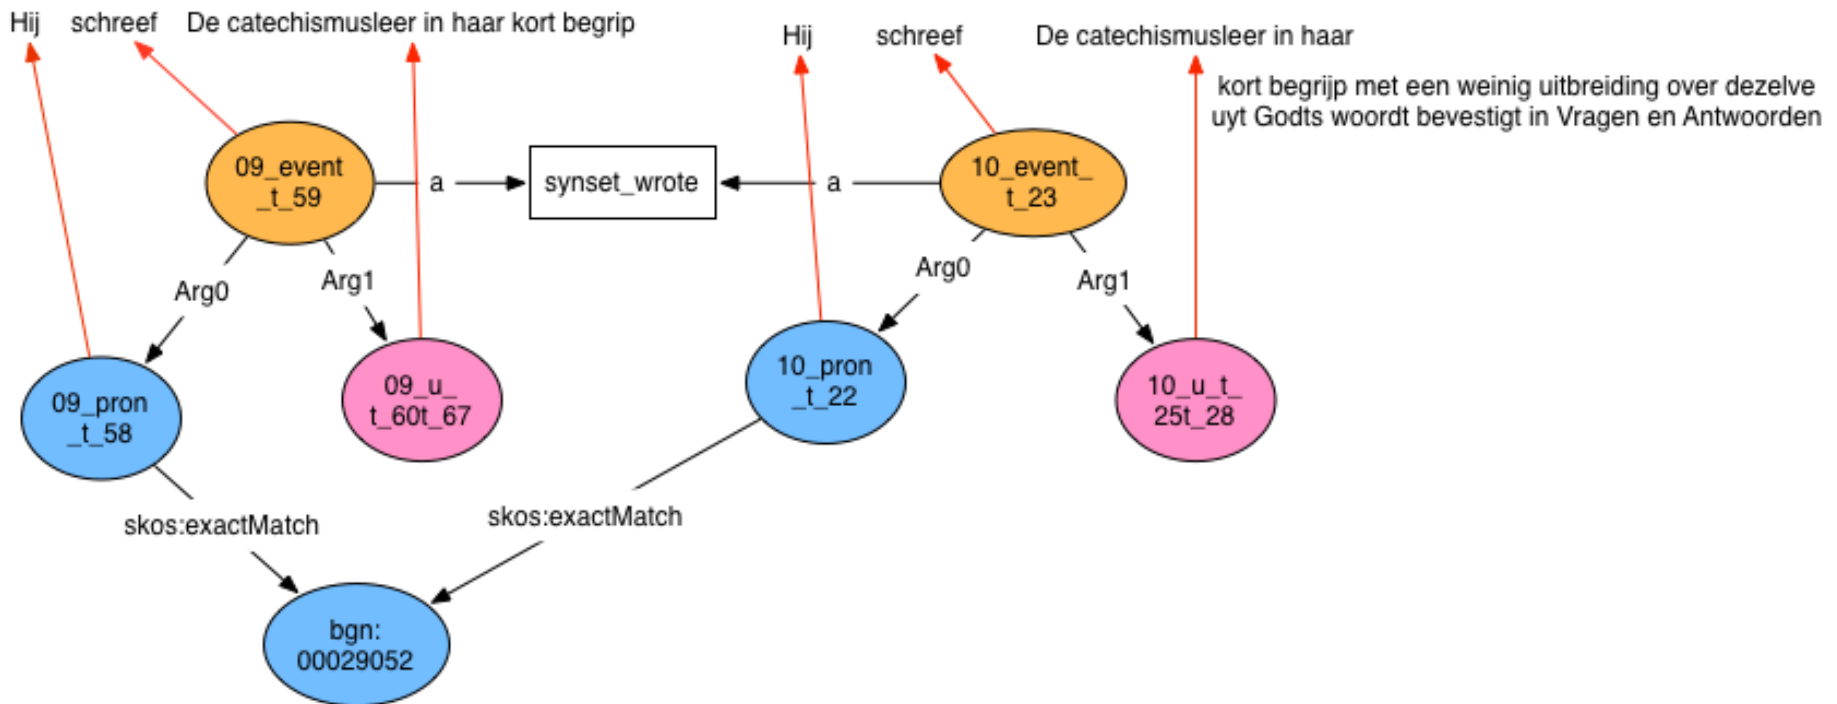 Hij schreef De catechismusleer in haar kort begrip
Hij schreef De catechismusleer in haar
kort begrijp met een weinig uitbreiding over dezelve
uyt Godts woordt bevestigt in Vragen en Antwoorden
09_event
_t_59
a
synset_wrote
a
10_event_
t_23
Arg0
Arg1
Arg0
Arg1
09_pron
_t_58
09_u_
t_60t_67
10_pron
_t_22
10_u_t_
25t_28
skos:exactMatch
skos:exactMatch
bgn:
00029052